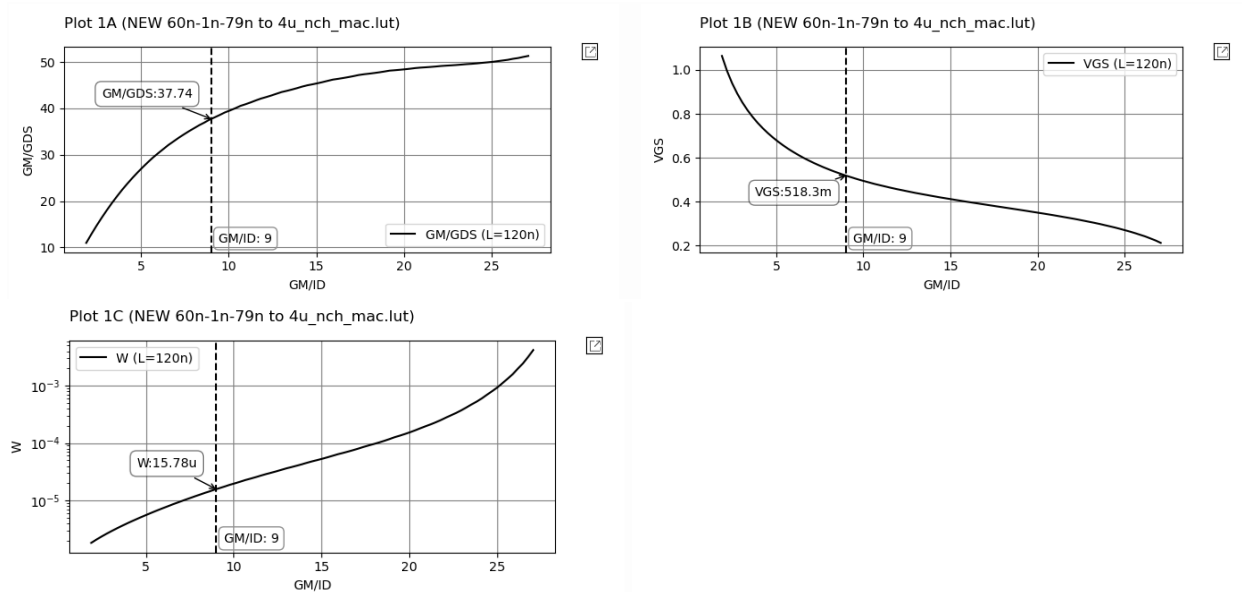 Plot 1A (NEW 60n-1n-79n to 4u_nch_mac.lut)
50
40
30
20
10
GM/GDS
GM/GDS:37.74
GM/ID: 9
GM/GDS (L=120n)
5 10 15 20 25
GM/ID
Plot 1B (NEW 60n-1n-79n to 4u_nch_mac.lut)
1.0
0.8
0.6
0.4
0.2
VGS
VGS (L=120n)
VGS:518.3m
GM/ID: 9
5 10 15 20 25
GM/ID
Plot 1C (NEW 60n-1n-79n to 4u_nch_mac.lut)
W (L=120n)
10⁻³
10⁻⁴
10⁻⁵
W
W:15.78u
GM/ID: 9
5 10 15 20 25
GM/ID